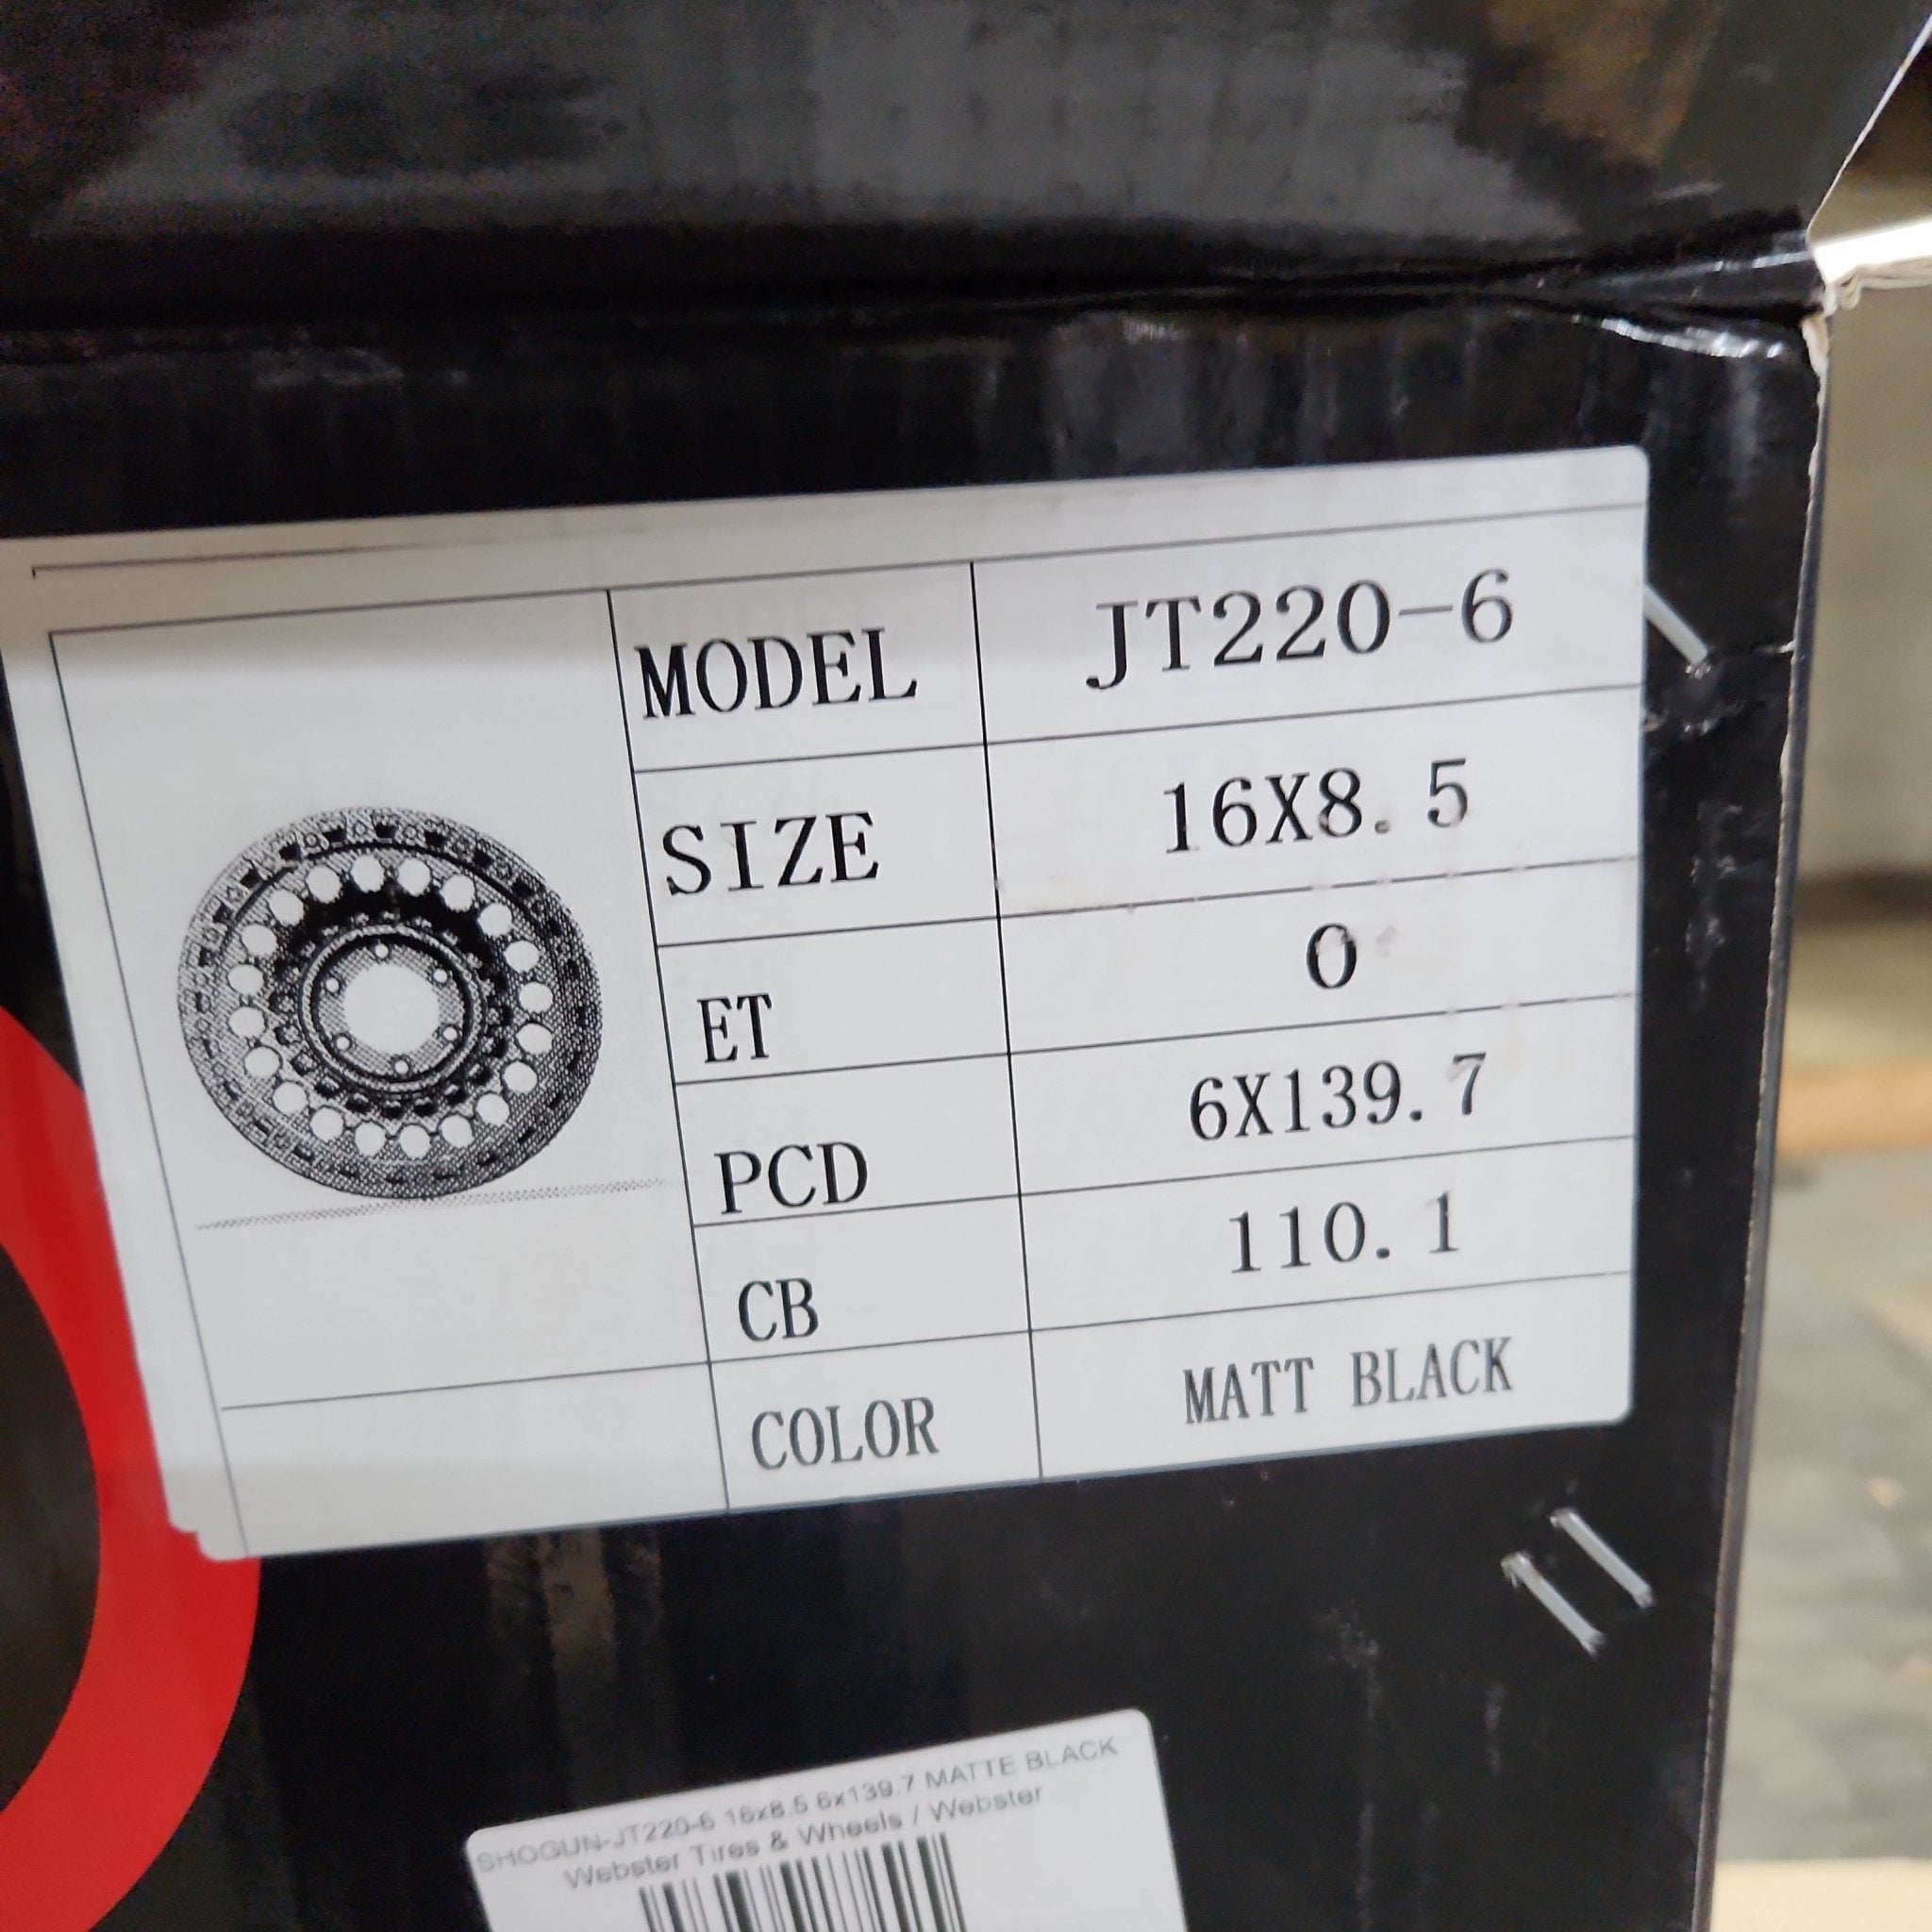 MODEL JT220-6
SIZE 16X8.5
ET 0
PCD 6X139.7
CB 110.1
COLOR MATT BLACK
SHOGUN-JT220-6 16x8.5 6x139.7 MATTE BLACK
Webster Tires & Wheels / Webster